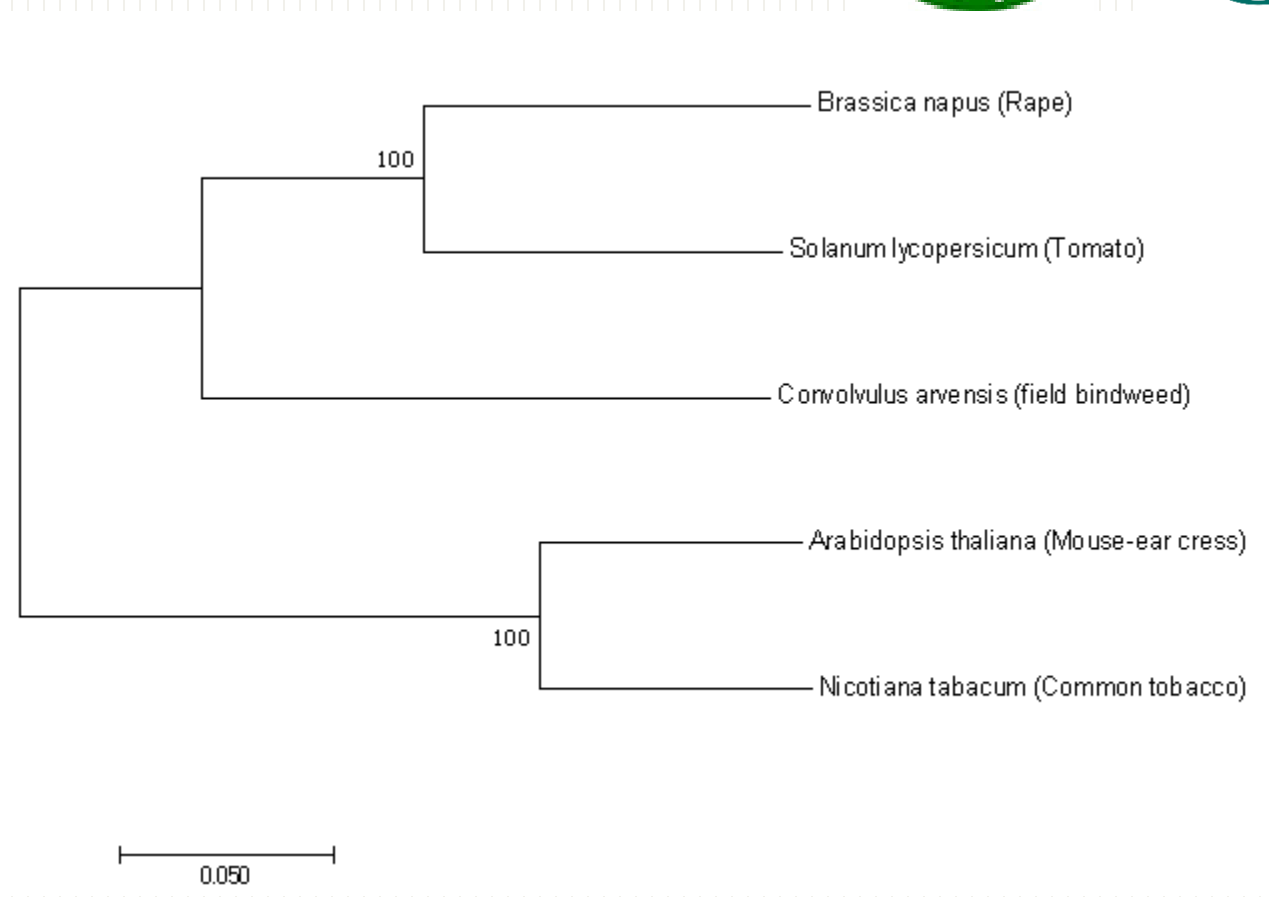 Brassica napus (Rape)
100
Solanum lycopersicum (Tomato)
Convolvulus arvensis (field bindweed)
Arabidopsis thaliana (Mouse-ear cress)
100
Nicotiana tabacum (Common tobacco)
0.050